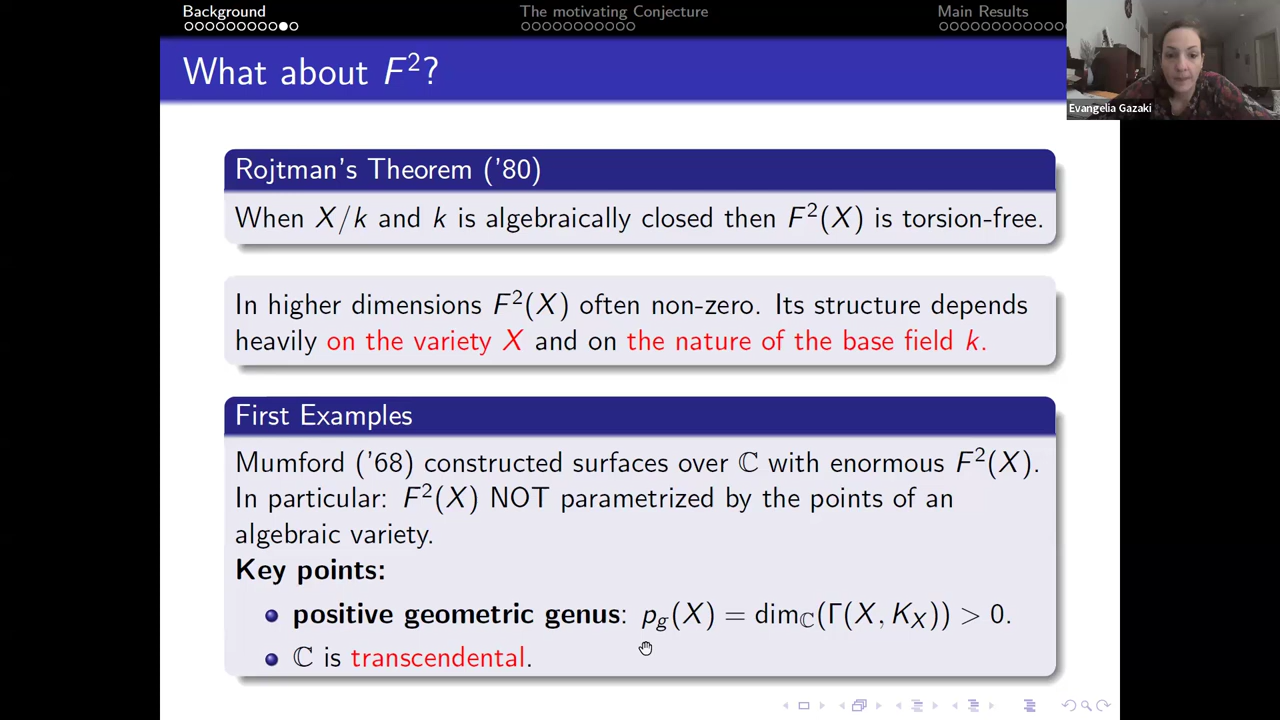 Background The motivating Conjecture Main Results
Evangelia Gazaki
What about F²?
Rojtman's Theorem ('80)
When X/k and k is algebraically closed then F²(X) is torsion-free.
In higher dimensions F²(X) often non-zero. Its structure depends
heavily on the variety X and on the nature of the base field k.
First Examples
Mumford ('68) constructed surfaces over ℂ with enormous F²(X).
In particular: F²(X) NOT parametrized by the points of an
algebraic variety.
Key points:
positive geometric genus: p_g(X) = dim_ℂ(Γ(X, K_X)) > 0.
ℂ is transcendental.